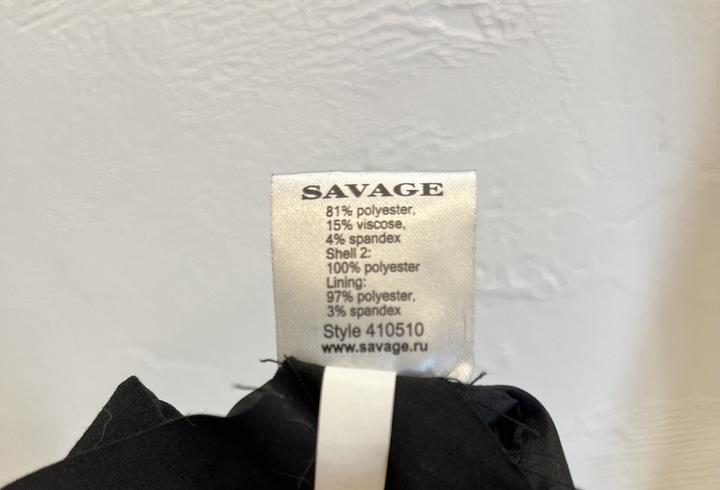 SAVAGE
81% polyester,
15% viscose,
4% spandex
Shell 2:
100% polyester
Lining:
97% polyester,
3% spandex
Style 410510
www.savage.ru